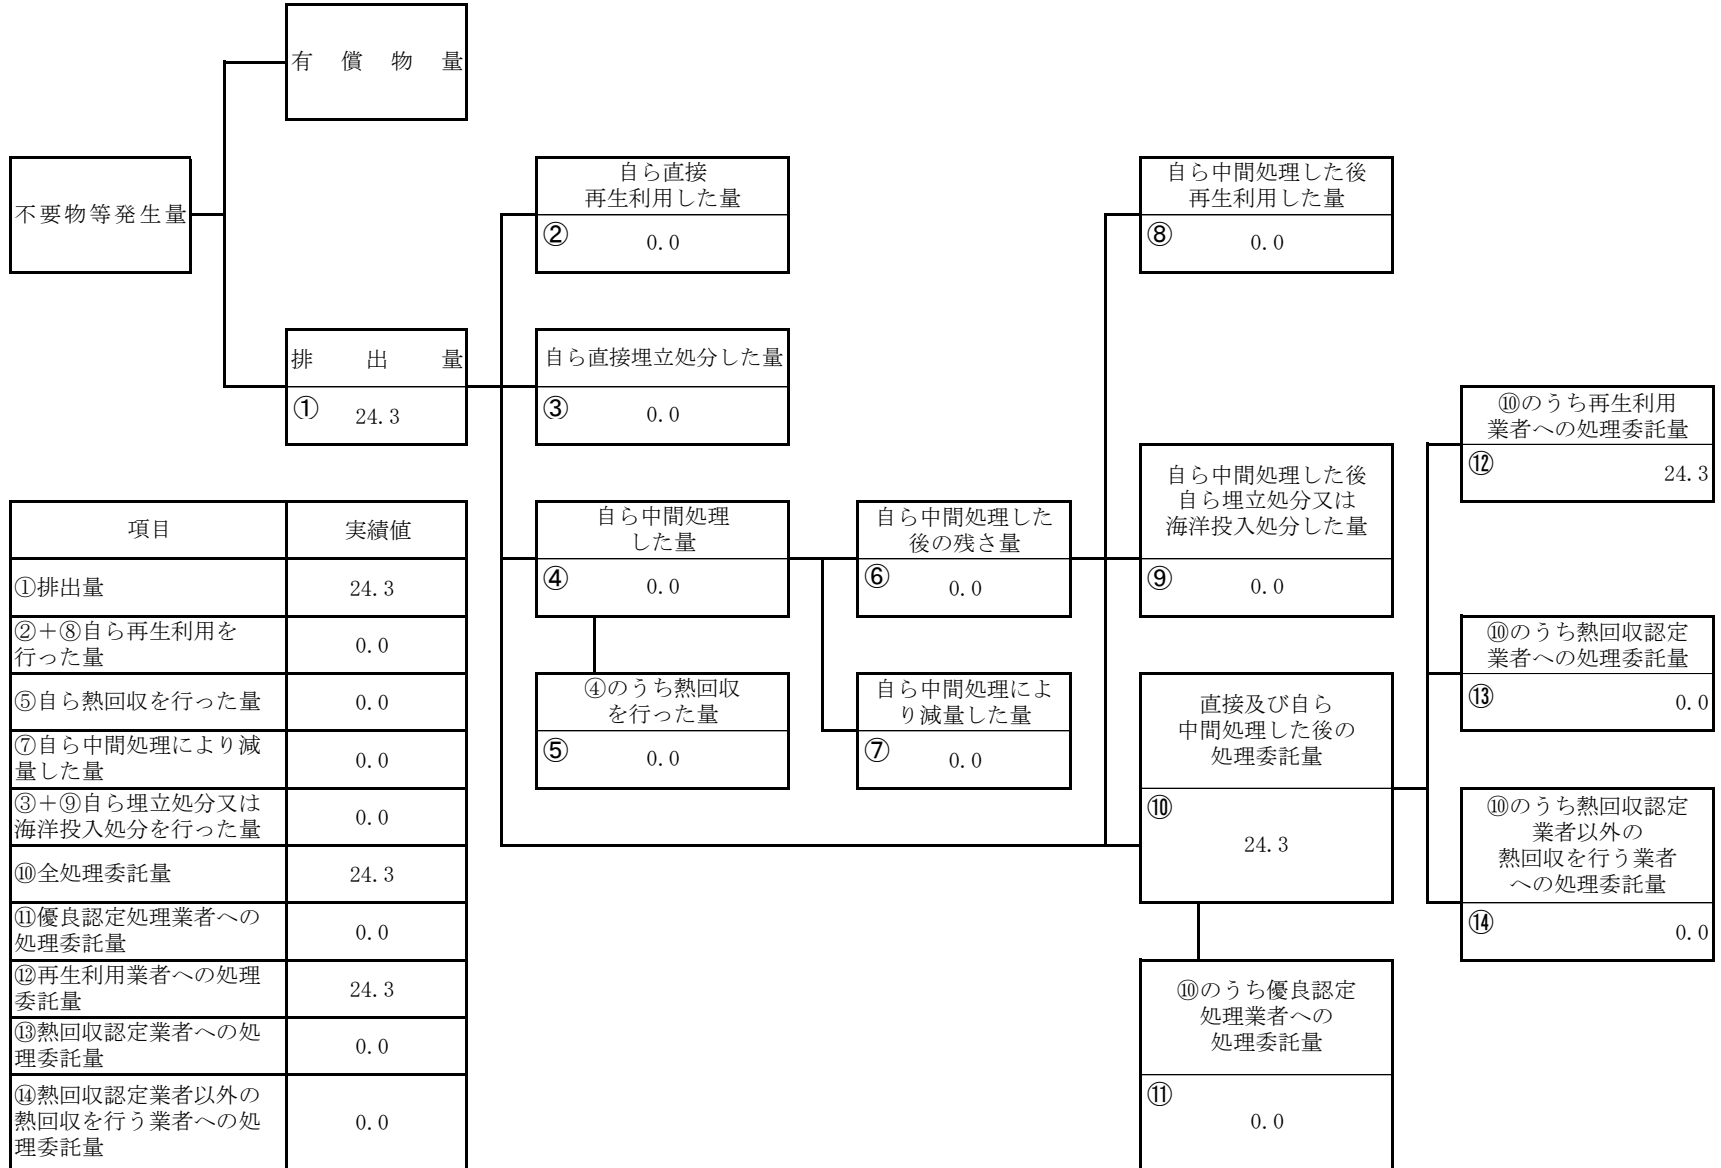 有償物量
不要物等発生量
排出量
①
24.3
自ら直接
再生利用した量
②
0.0
自ら直接埋立処分した量
③
0.0
自ら中間処理
した量
④
0.0
④のうち熱回収
を行った量
⑤
0.0
自ら中間処理した
後の残さ量
⑥
0.0
自ら中間処理によ
り減量した量
⑦
0.0
自ら中間処理した後
再生利用した量
⑧
0.0
自ら中間処理した後
自ら埋立処分又は
海洋投入処分した量
⑨
0.0
直接及び自ら
中間処理した後の
処理委託量
⑩
24.3
⑩のうち優良認定
処理業者への
処理委託量
⑪
0.0
⑩のうち再生利用
業者への処理委託量
⑫
24.3
⑩のうち熱回収認定
業者への処理委託量
⑬
0.0
⑩のうち熱回収認定
業者以外の
熱回収を行う業者
への処理委託量
⑭
0.0
項目 実績値
①排出量 24.3
②＋⑧自ら再生利用を
行った量 0.0
⑤自ら熱回収を行った量 0.0
⑦自ら中間処理により減
量した量 0.0
③＋⑨自ら埋立処分又は
海洋投入処分を行った量 0.0
⑩全処理委託量 24.3
⑪優良認定処理業者への
処理委託量 0.0
⑫再生利用業者への処理
委託量 24.3
⑬熱回収認定業者への処
理委託量 0.0
⑭熱回収認定業者以外の
熱回収を行う業者への処
理委託量 0.0